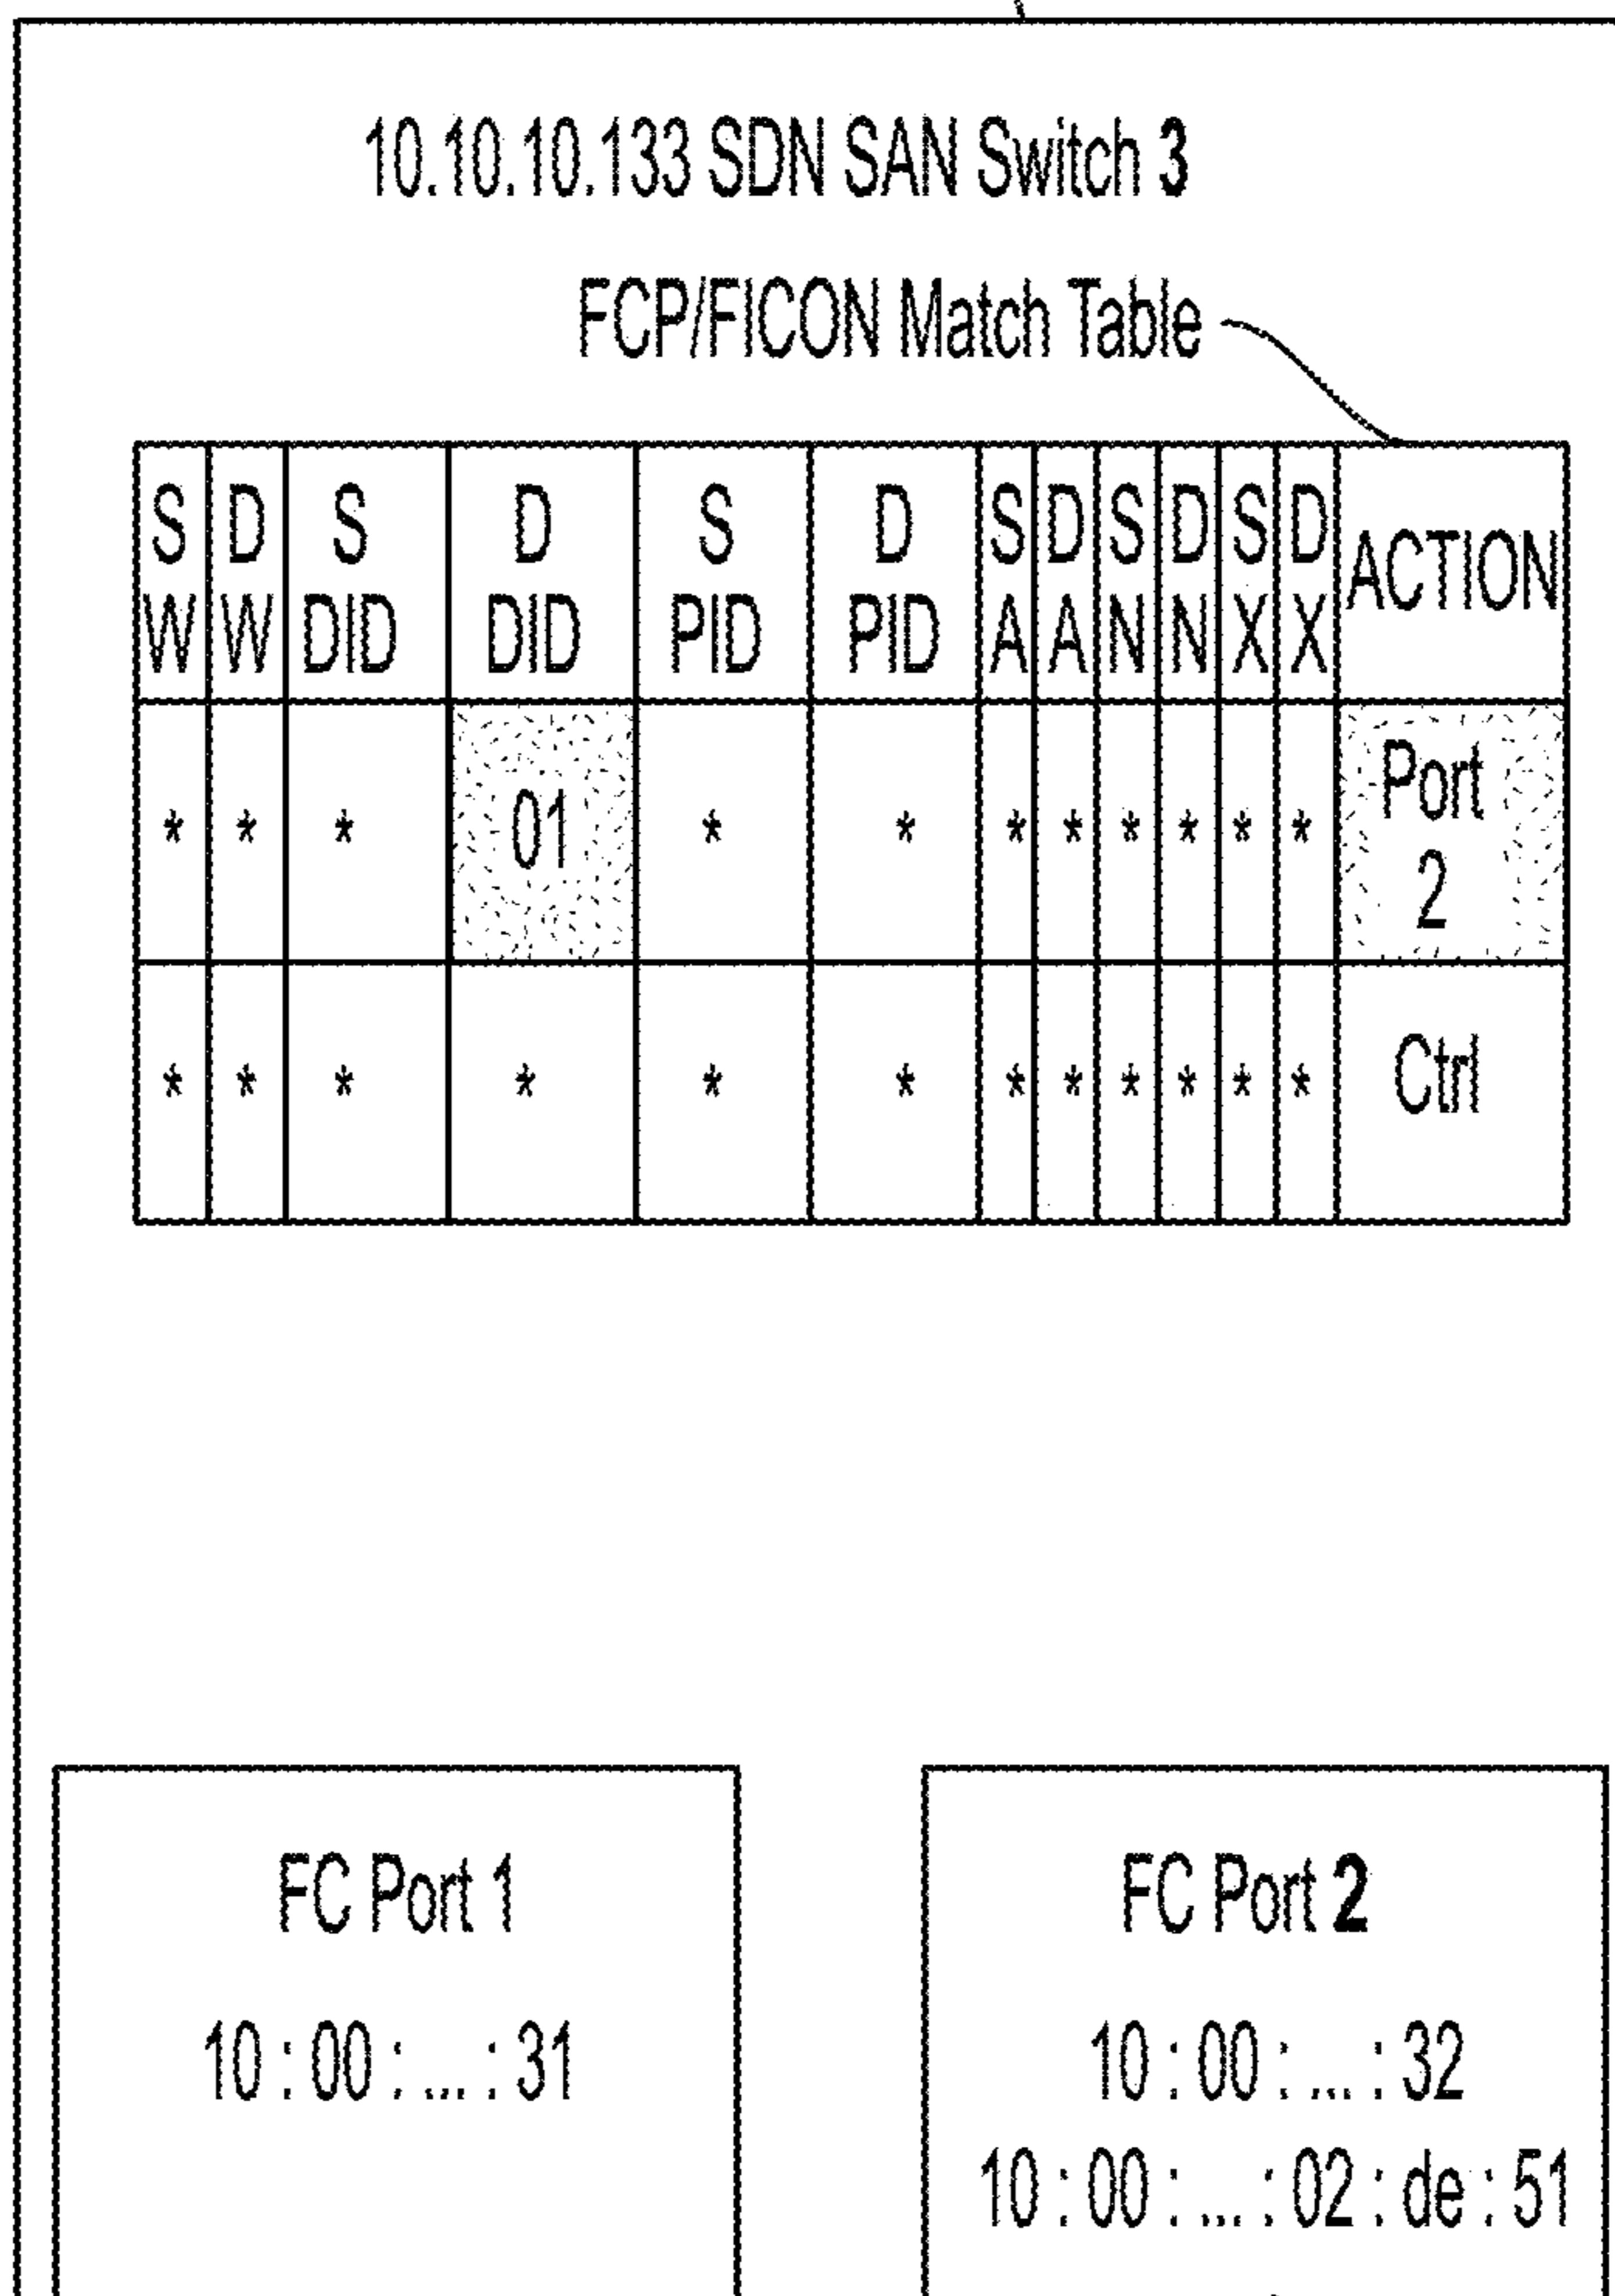 10.10.10.133 SDN SAN Switch 3
FCP/FICON Match Table
S D S D S D S D S D S D ACTION
W W DID DID PID PID A A N N X X
* * * 01 * * * * * * * * Port 2
* * * * * * * * * * * * Ctrl
FC Port 1
10 : 00 : ... : 31
FC Port 2
10 : 00 : ... : 32
10 : 00 : ... : 02 : de : 51